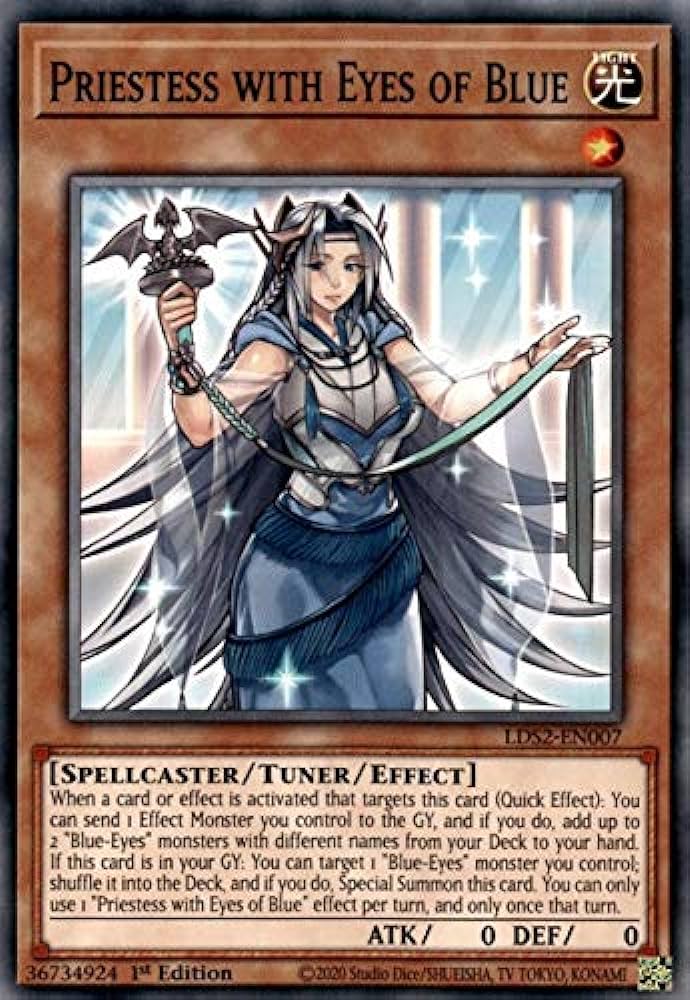 PRIESTESS WITH EYES OF BLUE
LIGHT
光
LDS2-EN007
[SPELLCASTER/TUNER/EFFECT]
When a card or effect is activated that targets this card (Quick Effect): You
can send 1 Effect Monster you control to the GY, and if you do, add up to
2 "Blue-Eyes" monsters with different names from your Deck to your hand.
If this card is in your GY: You can target 1 "Blue-Eyes" monster you control;
shuffle it into the Deck, and if you do, Special Summon this card. You can only
use 1 "Priestess with Eyes of Blue" effect per turn, and only once that turn.
ATK/ 0 DEF/ 0
36734924 1st Edition ©2020 Studio Dice/SHUEISHA, TV TOKYO, KONAMI